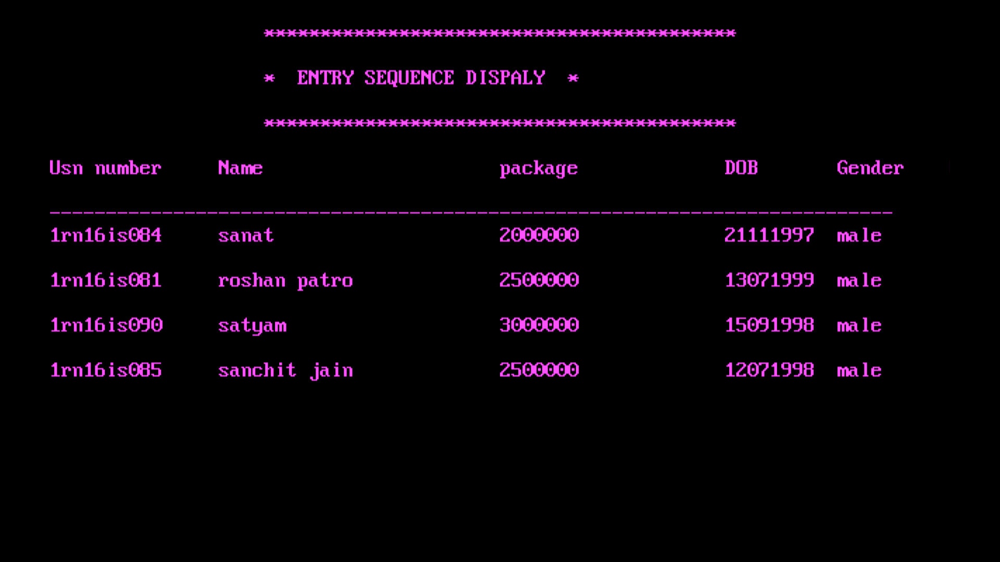 ******************************************
* ENTRY SEQUENCE DISPALY *
******************************************
Usn number Name package DOB Gender
---------------------------------------------------------------------------
1rn16is084 sanat 2000000 21111997 male
1rn16is081 roshan patro 2500000 13071999 male
1rn16is090 satyam 3000000 15091998 male
1rn16is085 sanchit jain 2500000 12071998 male